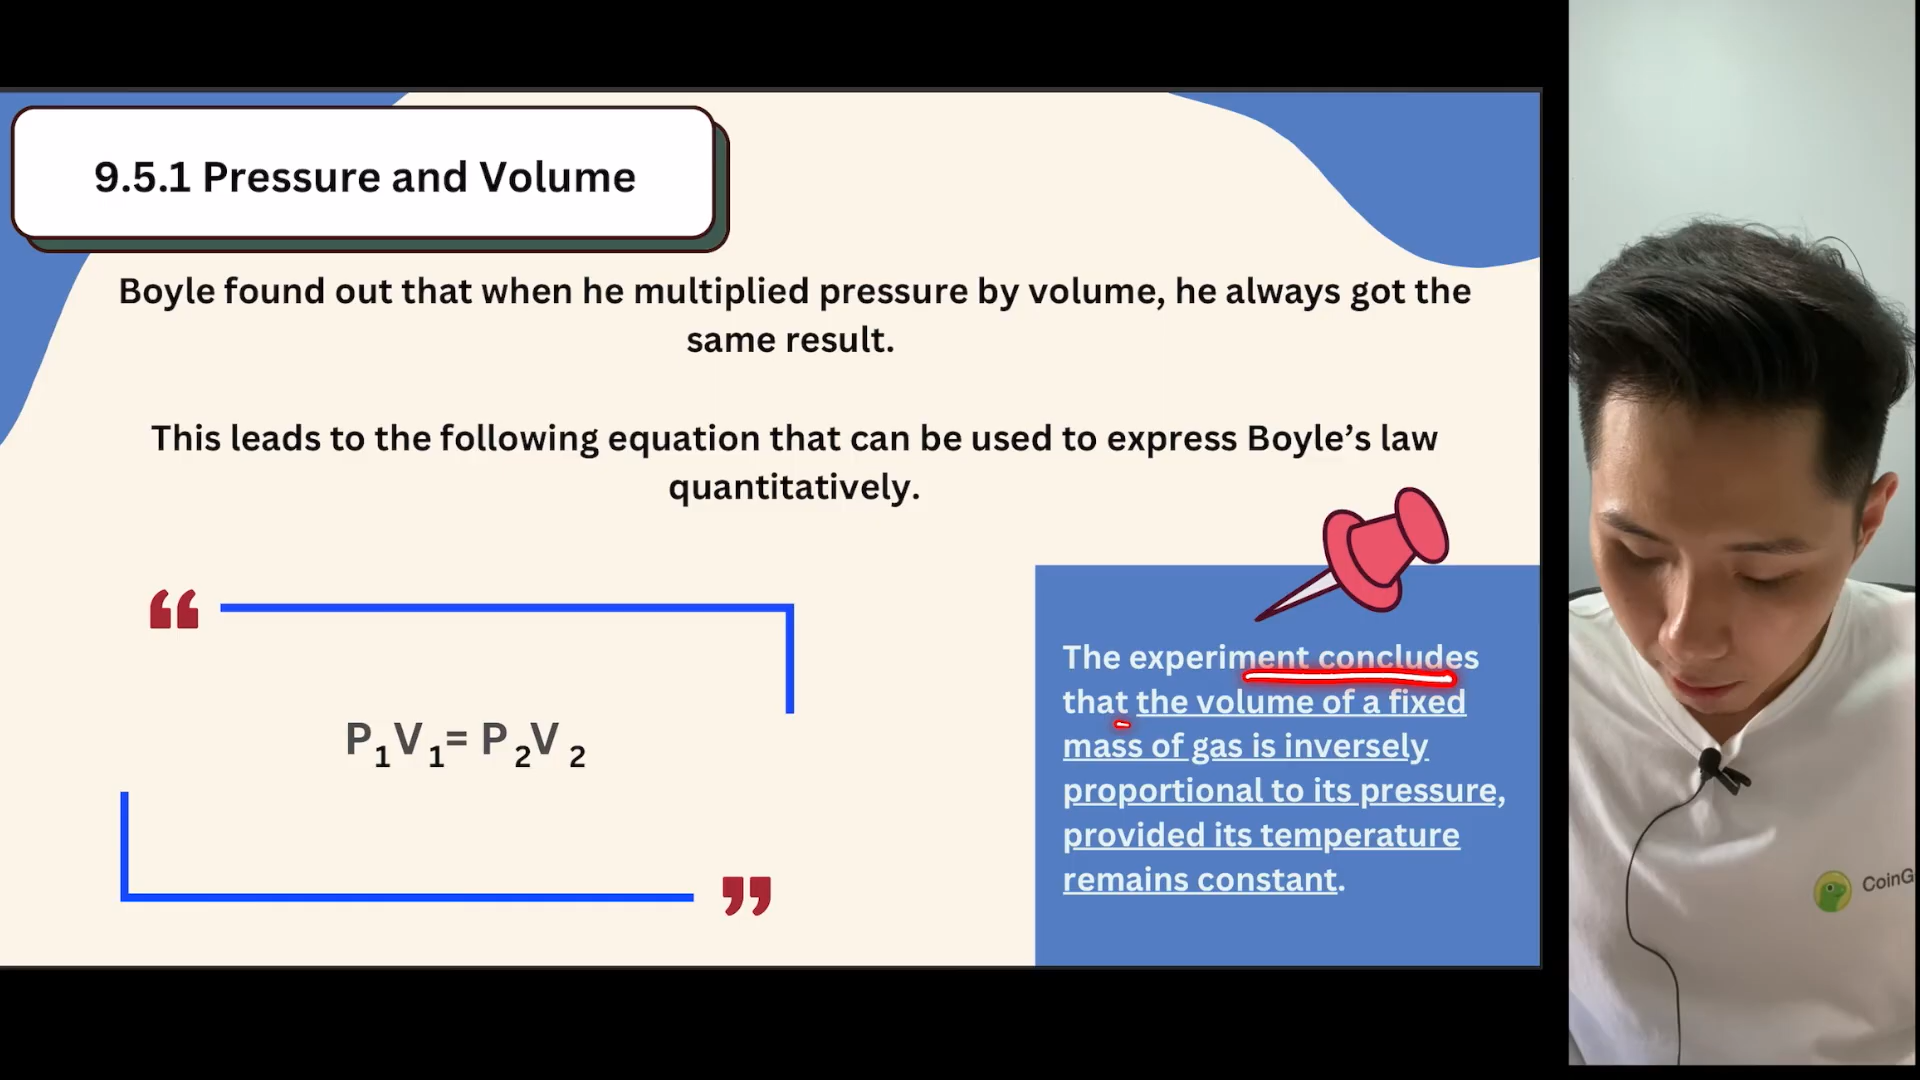 9.5.1 Pressure and Volume
Boyle found out that when he multiplied pressure by volume, he always got the
same result.
This leads to the following equation that can be used to express Boyle’s law
quantitatively.
“
P₁V₁= P₂V₂
”
The experiment concludes
that the volume of a fixed
mass of gas is inversely
proportional to its pressure,
provided its temperature
remains constant.
CoinG